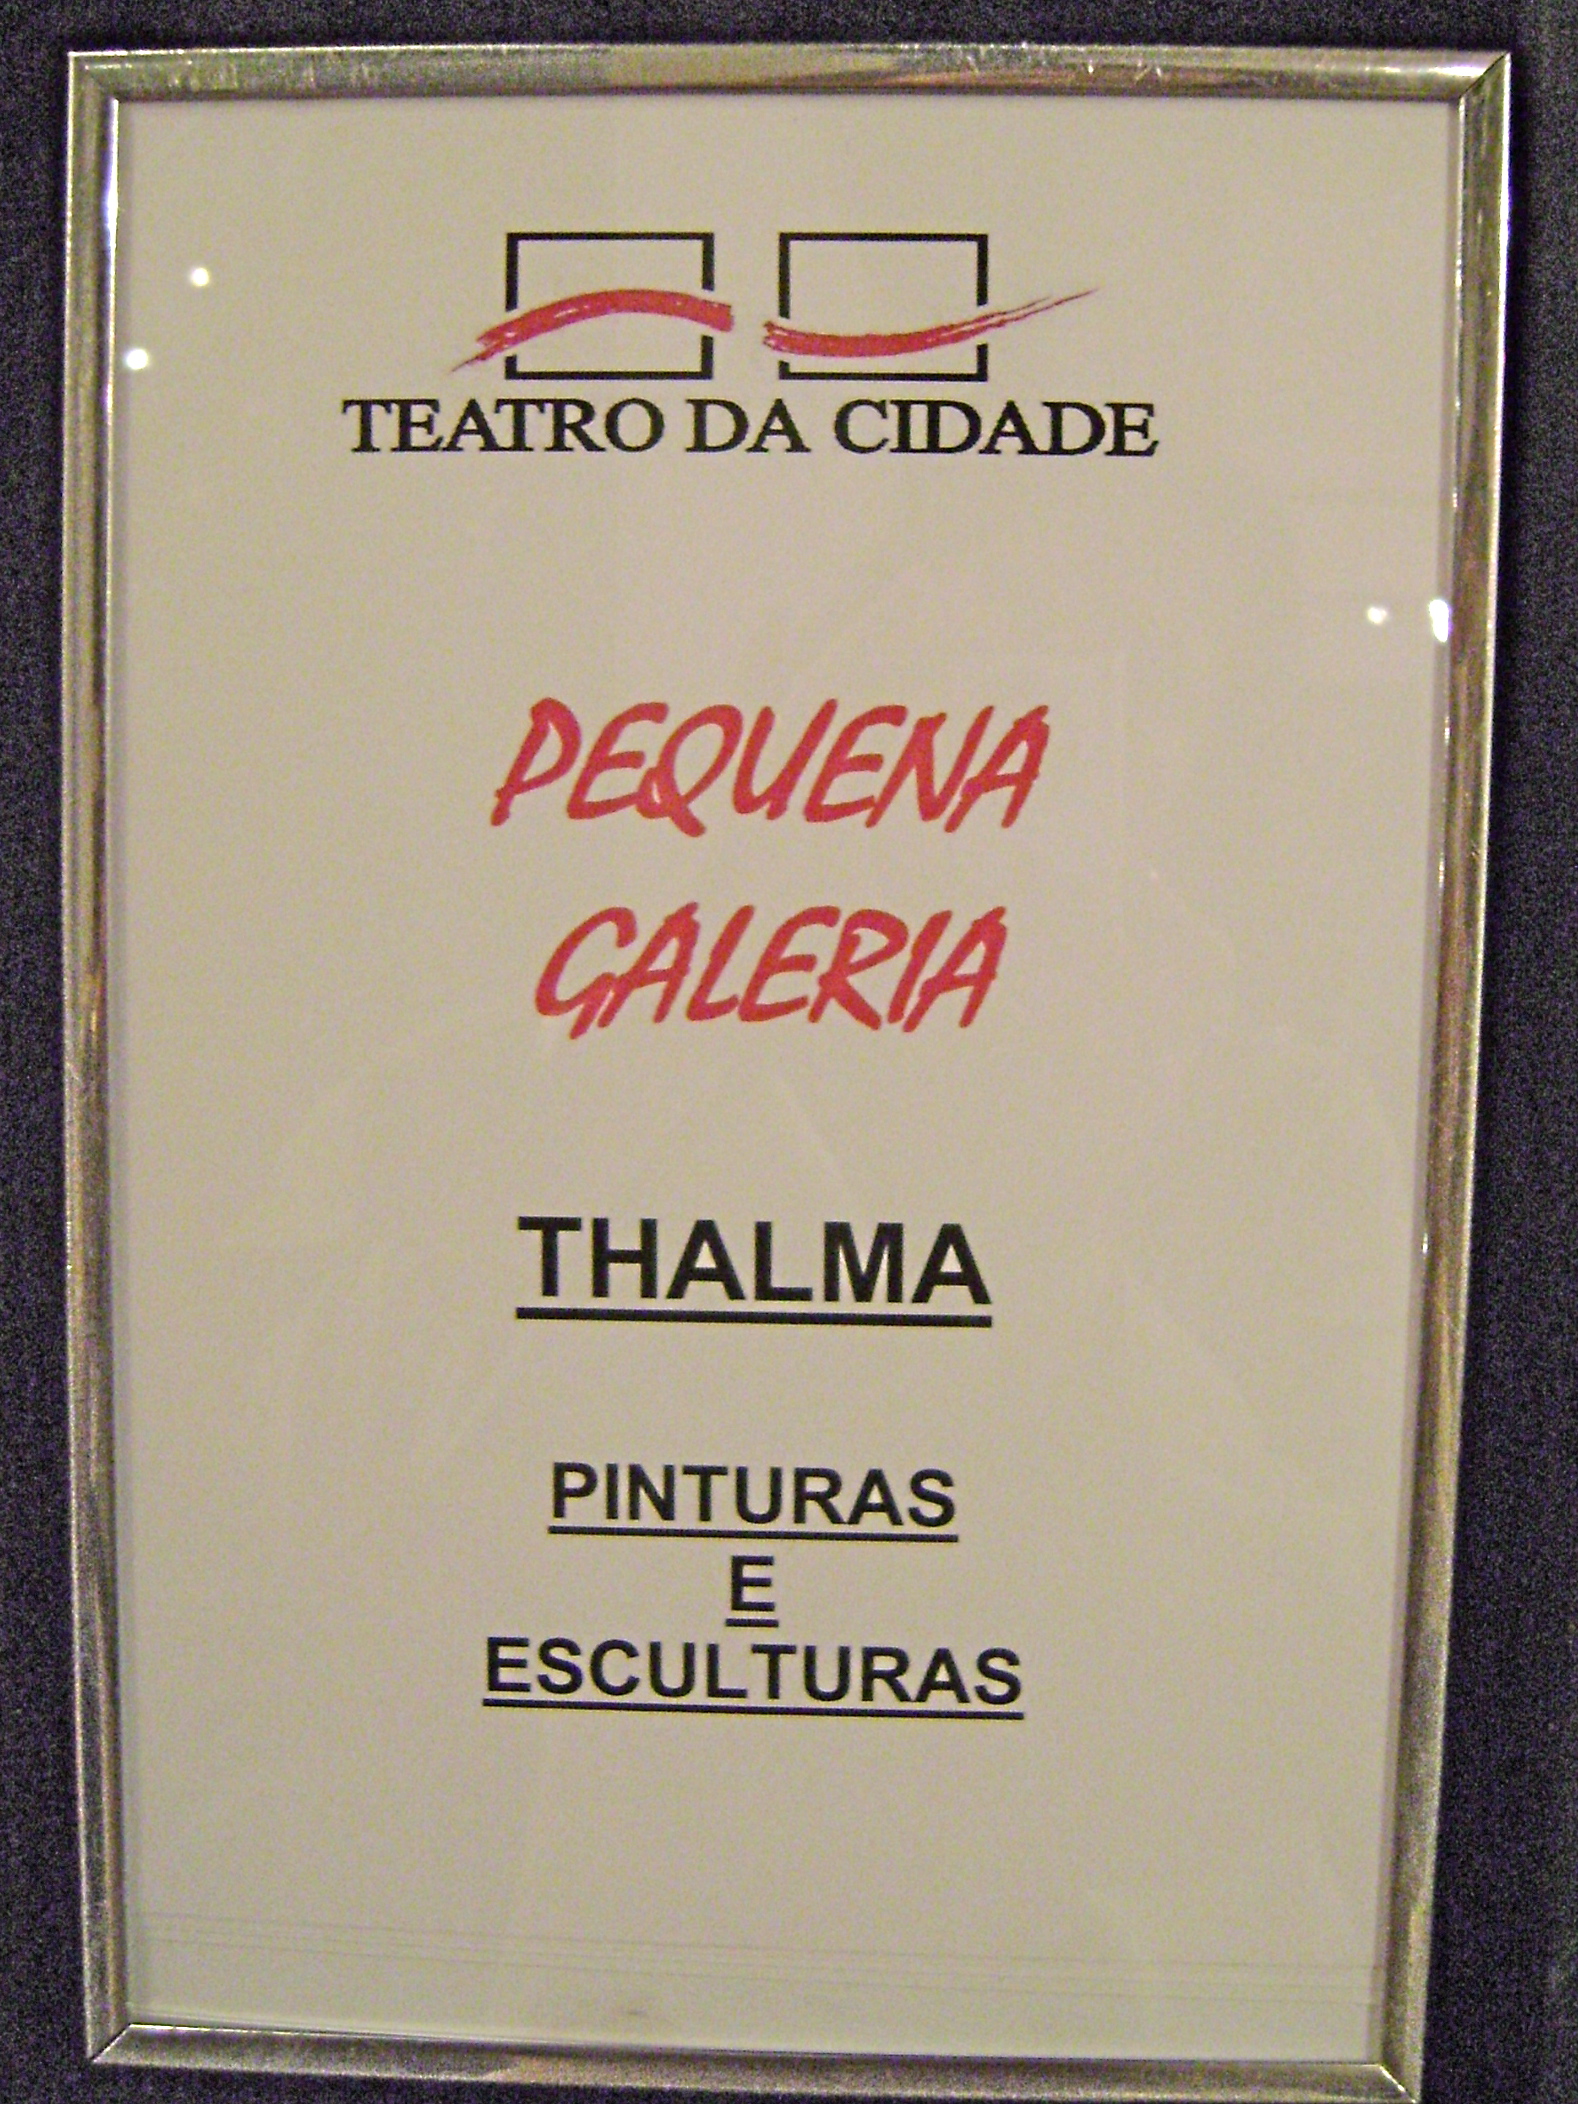 TEATRO DA CIDADE
PEQUENA
GALERIA
THALMA
PINTURAS
E
ESCULTURAS